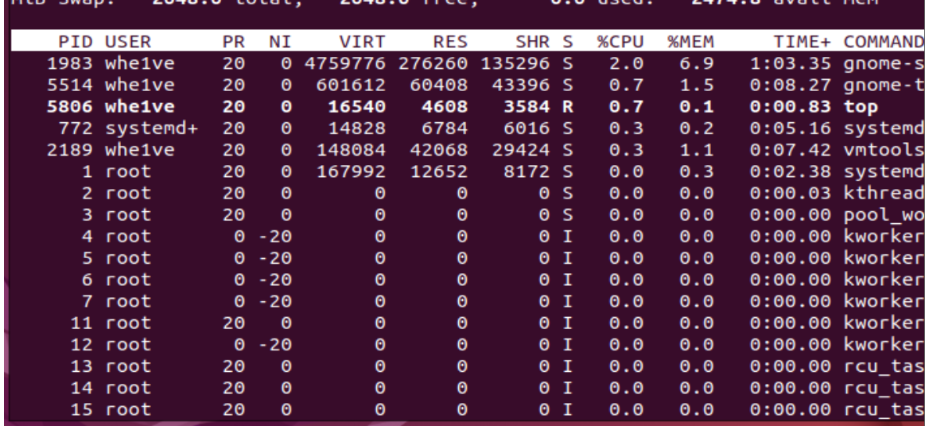 MiB Swap: 2048.0 total, 2048.0 free, 0.0 used. 2474.8 avail Mem
PID USER PR NI VIRT RES SHR S %CPU %MEM TIME+ COMMAND
1983 whe1ve 20 0 4759776 276260 135296 S 2.0 6.9 1:03.35 gnome-s
5514 whe1ve 20 0 601612 60408 43396 S 0.7 1.5 0:08.27 gnome-t
5806 whe1ve 20 0 16540 4608 3584 R 0.7 0.1 0:00.83 top
772 systemd+ 20 0 14828 6784 6016 S 0.3 0.2 0:05.16 systemd
2189 whe1ve 20 0 148084 42068 29424 S 0.3 1.1 0:07.42 vmtools
1 root 20 0 167992 12652 8172 S 0.0 0.3 0:02.38 systemd
2 root 20 0 0 0 0 S 0.0 0.0 0:00.03 kthread
3 root 20 0 0 0 0 S 0.0 0.0 0:00.00 pool_wo
4 root 0 -20 0 0 0 I 0.0 0.0 0:00.00 kworker
5 root 0 -20 0 0 0 I 0.0 0.0 0:00.00 kworker
6 root 0 -20 0 0 0 I 0.0 0.0 0:00.00 kworker
7 root 0 -20 0 0 0 I 0.0 0.0 0:00.00 kworker
11 root 20 0 0 0 0 I 0.0 0.0 0:00.00 kworker
12 root 0 -20 0 0 0 I 0.0 0.0 0:00.00 kworker
13 root 20 0 0 0 0 I 0.0 0.0 0:00.00 rcu_tas
14 root 20 0 0 0 0 I 0.0 0.0 0:00.00 rcu_tas
15 root 20 0 0 0 0 I 0.0 0.0 0:00.00 rcu_tas